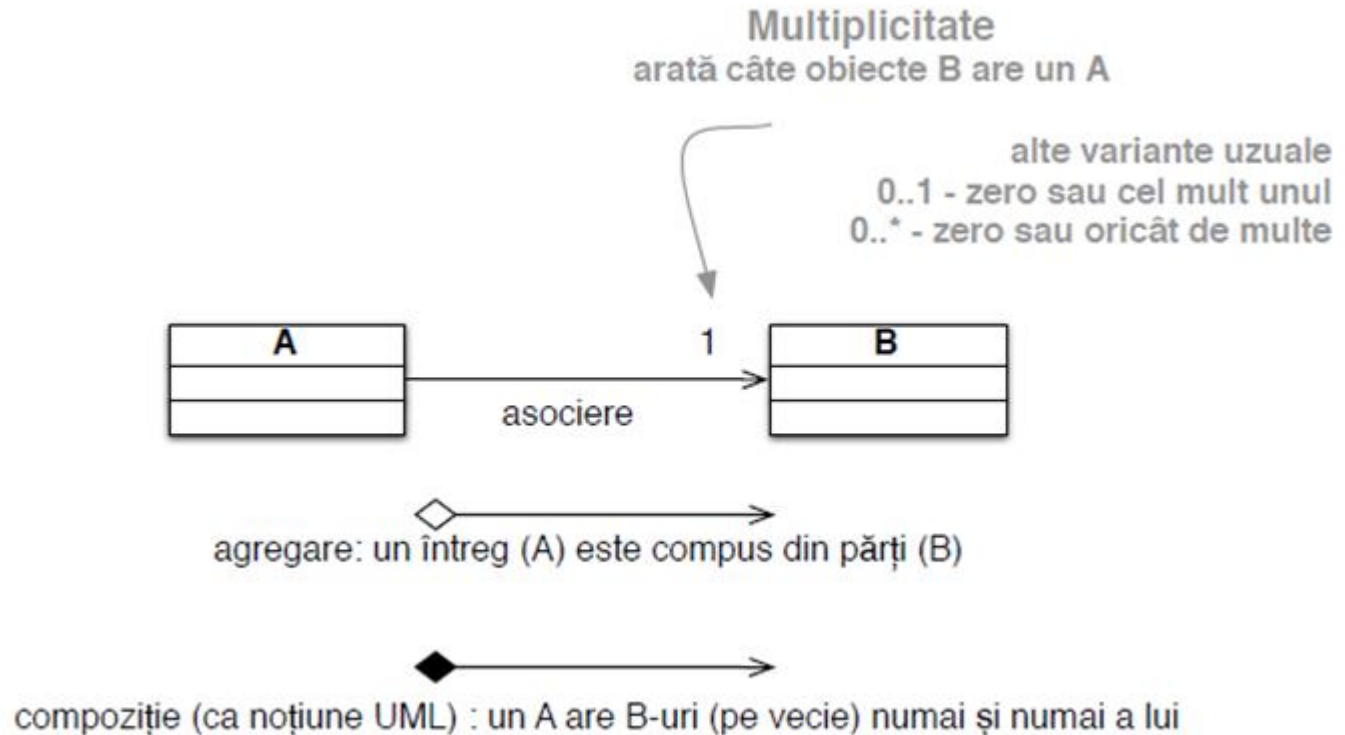 Multiplicitate
arată câte obiecte B are un A
alte variante uzuale
0..1 - zero sau cel mult unul
0..* - zero sau oricât de multe
A
1
B
asociere
agregare: un întreg (A) este compus din părți (B)
compoziție (ca noțiune UML) : un A are B-uri (pe vecie) numai și numai a lui